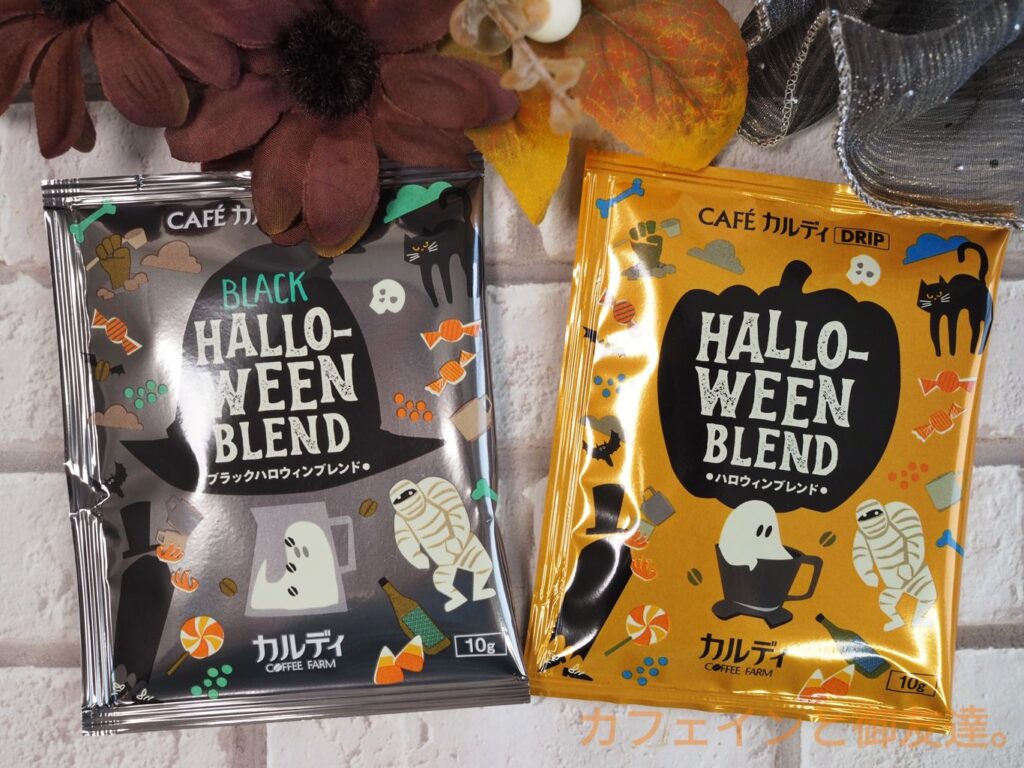 CAFÉ カルディ
BLACK
HALLO-
WEEN
BLEND
ブラックハロウィンブレンド•
カルディ
COFFEE FARM
10g
CAFÉ カルディ DRIP
HALLO-
WEEN
BLEND
•ハロウィンブレンド•
カルディ
COFFEE FARM
10g
カフェインと御友達。